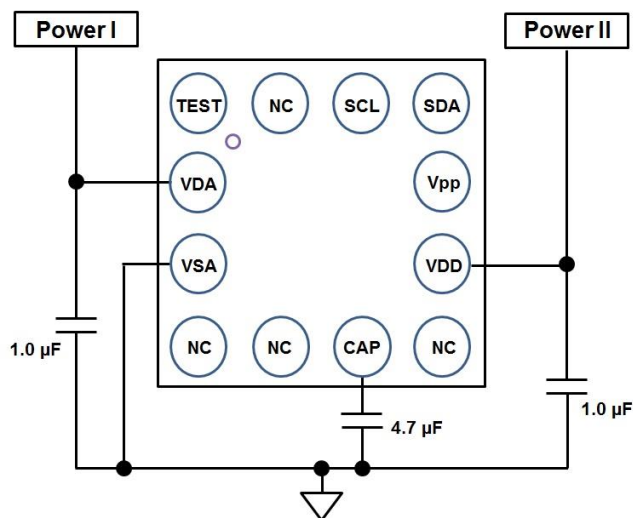 Power I
Power II
TEST NC SCL SDA
VDA Vpp
VSA VDD
NC NC CAP NC
1.0 µF
1.0 µF
4.7 µF